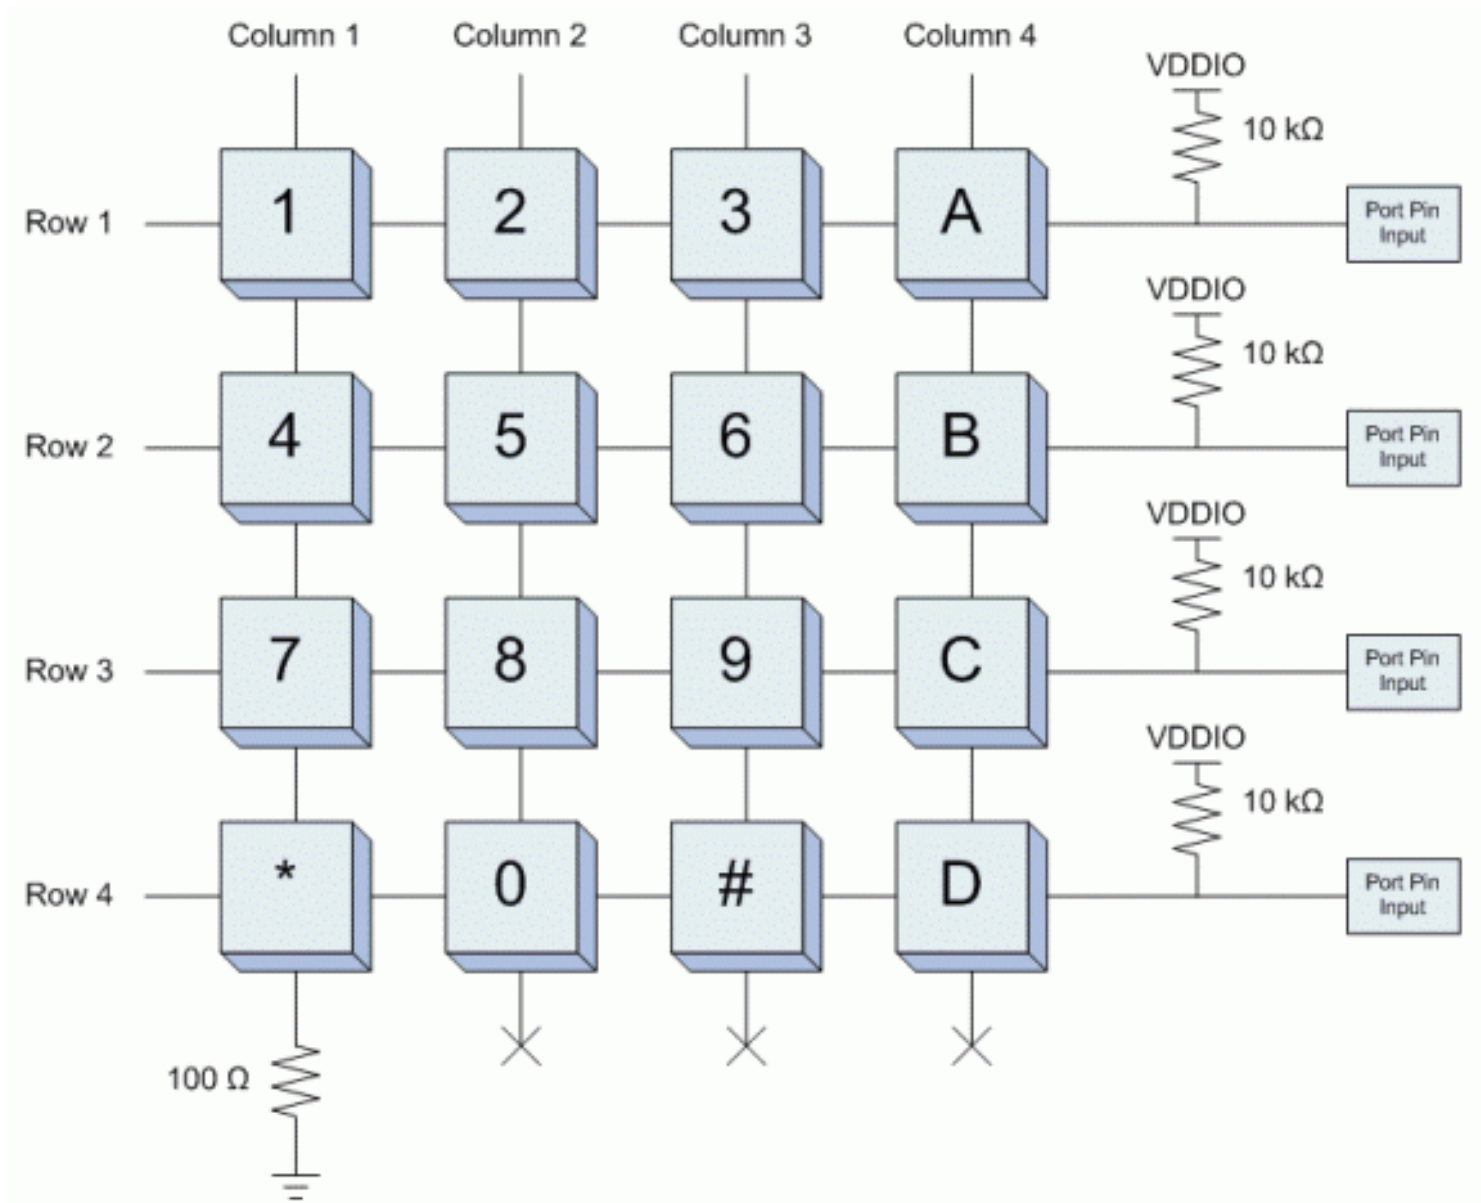 Column 1 Column 2 Column 3 Column 4
VDDIO
10 kΩ
Row 1 1 2 3 A Port Pin
Input
VDDIO
10 kΩ
Row 2 4 5 6 B Port Pin
Input
VDDIO
10 kΩ
Row 3 7 8 9 C Port Pin
Input
VDDIO
10 kΩ
Row 4 * 0 # D Port Pin
Input
100 Ω